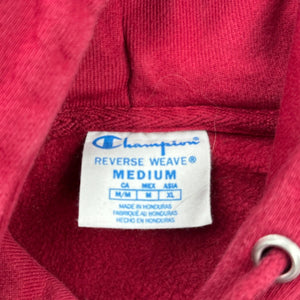 Champion
REVERSE WEAVE®
MEDIUM
CA MEX ASIA
M/M M XL
MADE IN HONDURAS
FABRIQUÉ AU HONDURAS
HECHO EN HONDURAS